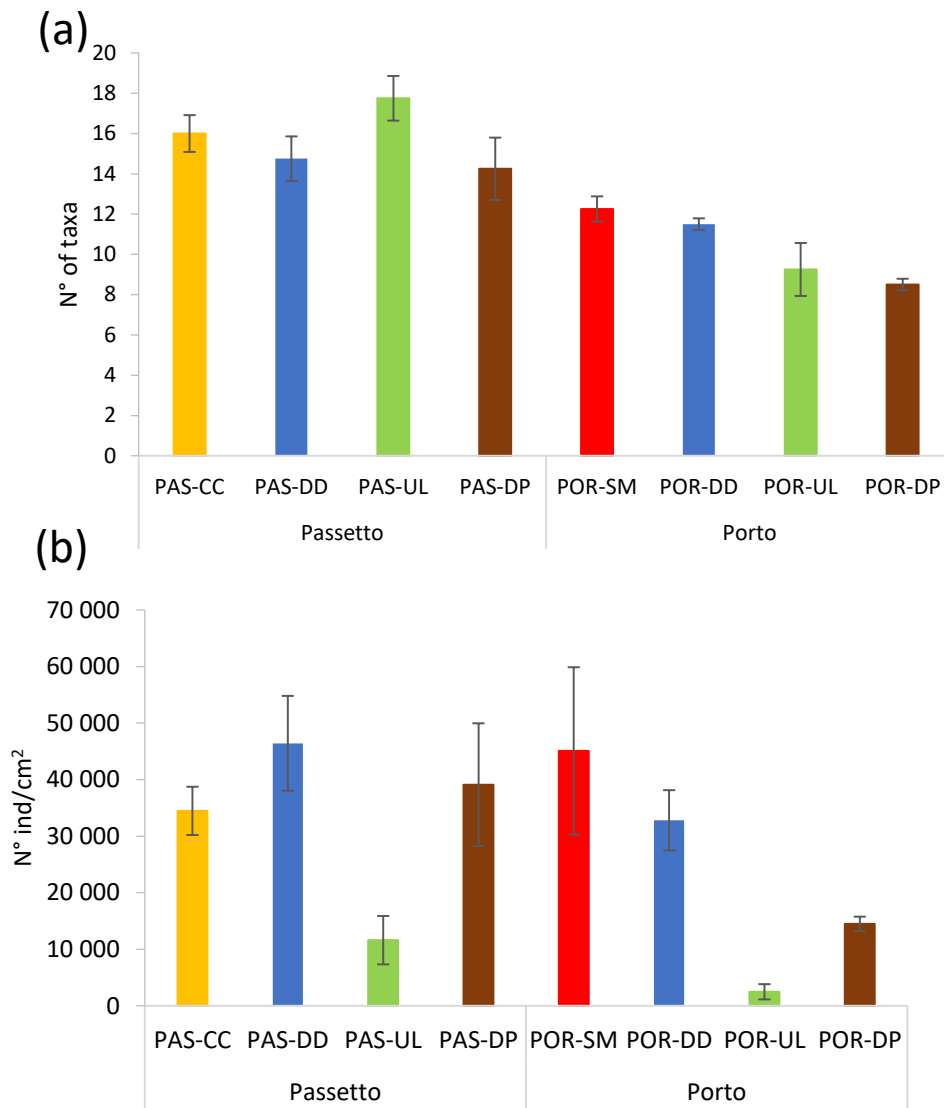 (a)
N° of taxa
20
18
16
14
12
10
8
6
4
2
0
PAS-CC PAS-DD PAS-UL PAS-DP POR-SM POR-DD POR-UL POR-DP
Passetto Porto
(b)
N° ind/cm²
70 000
60 000
50 000
40 000
30 000
20 000
10 000
0
PAS-CC PAS-DD PAS-UL PAS-DP POR-SM POR-DD POR-UL POR-DP
Passetto Porto